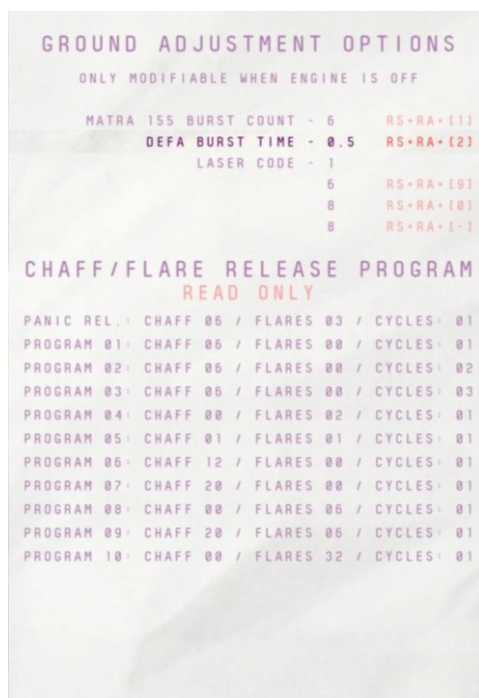 GROUND ADJUSTMENT OPTIONS
ONLY MODIFIABLE WHEN ENGINE IS OFF
MATRA 155 BURST COUNT - 6 RS+RA+[1]
DEFA BURST TIME - 0.5 RS+RA+[2]
LASER CODE - 1
6 RS+RA+[9]
8 RS+RA+[0]
8 RS+RA+[-]
CHAFF/FLARE RELEASE PROGRAM
READ ONLY
PANIC REL.: CHAFF 06 / FLARES 03 / CYCLES: 01
PROGRAM 01: CHAFF 06 / FLARES 00 / CYCLES: 01
PROGRAM 02: CHAFF 06 / FLARES 00 / CYCLES: 02
PROGRAM 03: CHAFF 06 / FLARES 00 / CYCLES: 03
PROGRAM 04: CHAFF 00 / FLARES 02 / CYCLES: 01
PROGRAM 05: CHAFF 01 / FLARES 01 / CYCLES: 01
PROGRAM 06: CHAFF 12 / FLARES 00 / CYCLES: 01
PROGRAM 07: CHAFF 20 / FLARES 00 / CYCLES: 01
PROGRAM 08: CHAFF 00 / FLARES 06 / CYCLES: 01
PROGRAM 09: CHAFF 20 / FLARES 06 / CYCLES: 01
PROGRAM 10: CHAFF 00 / FLARES 32 / CYCLES: 01